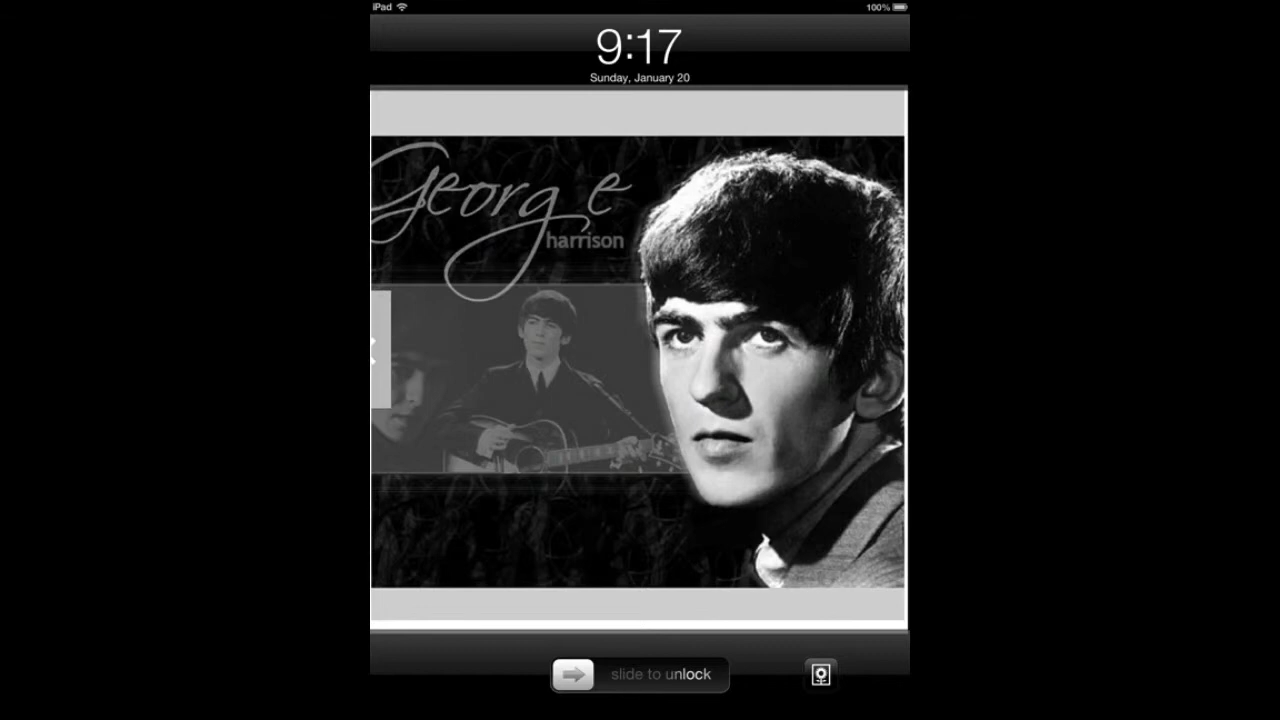 iPad
100%
9:17
Sunday, January 20
George
harrison
slide to unlock